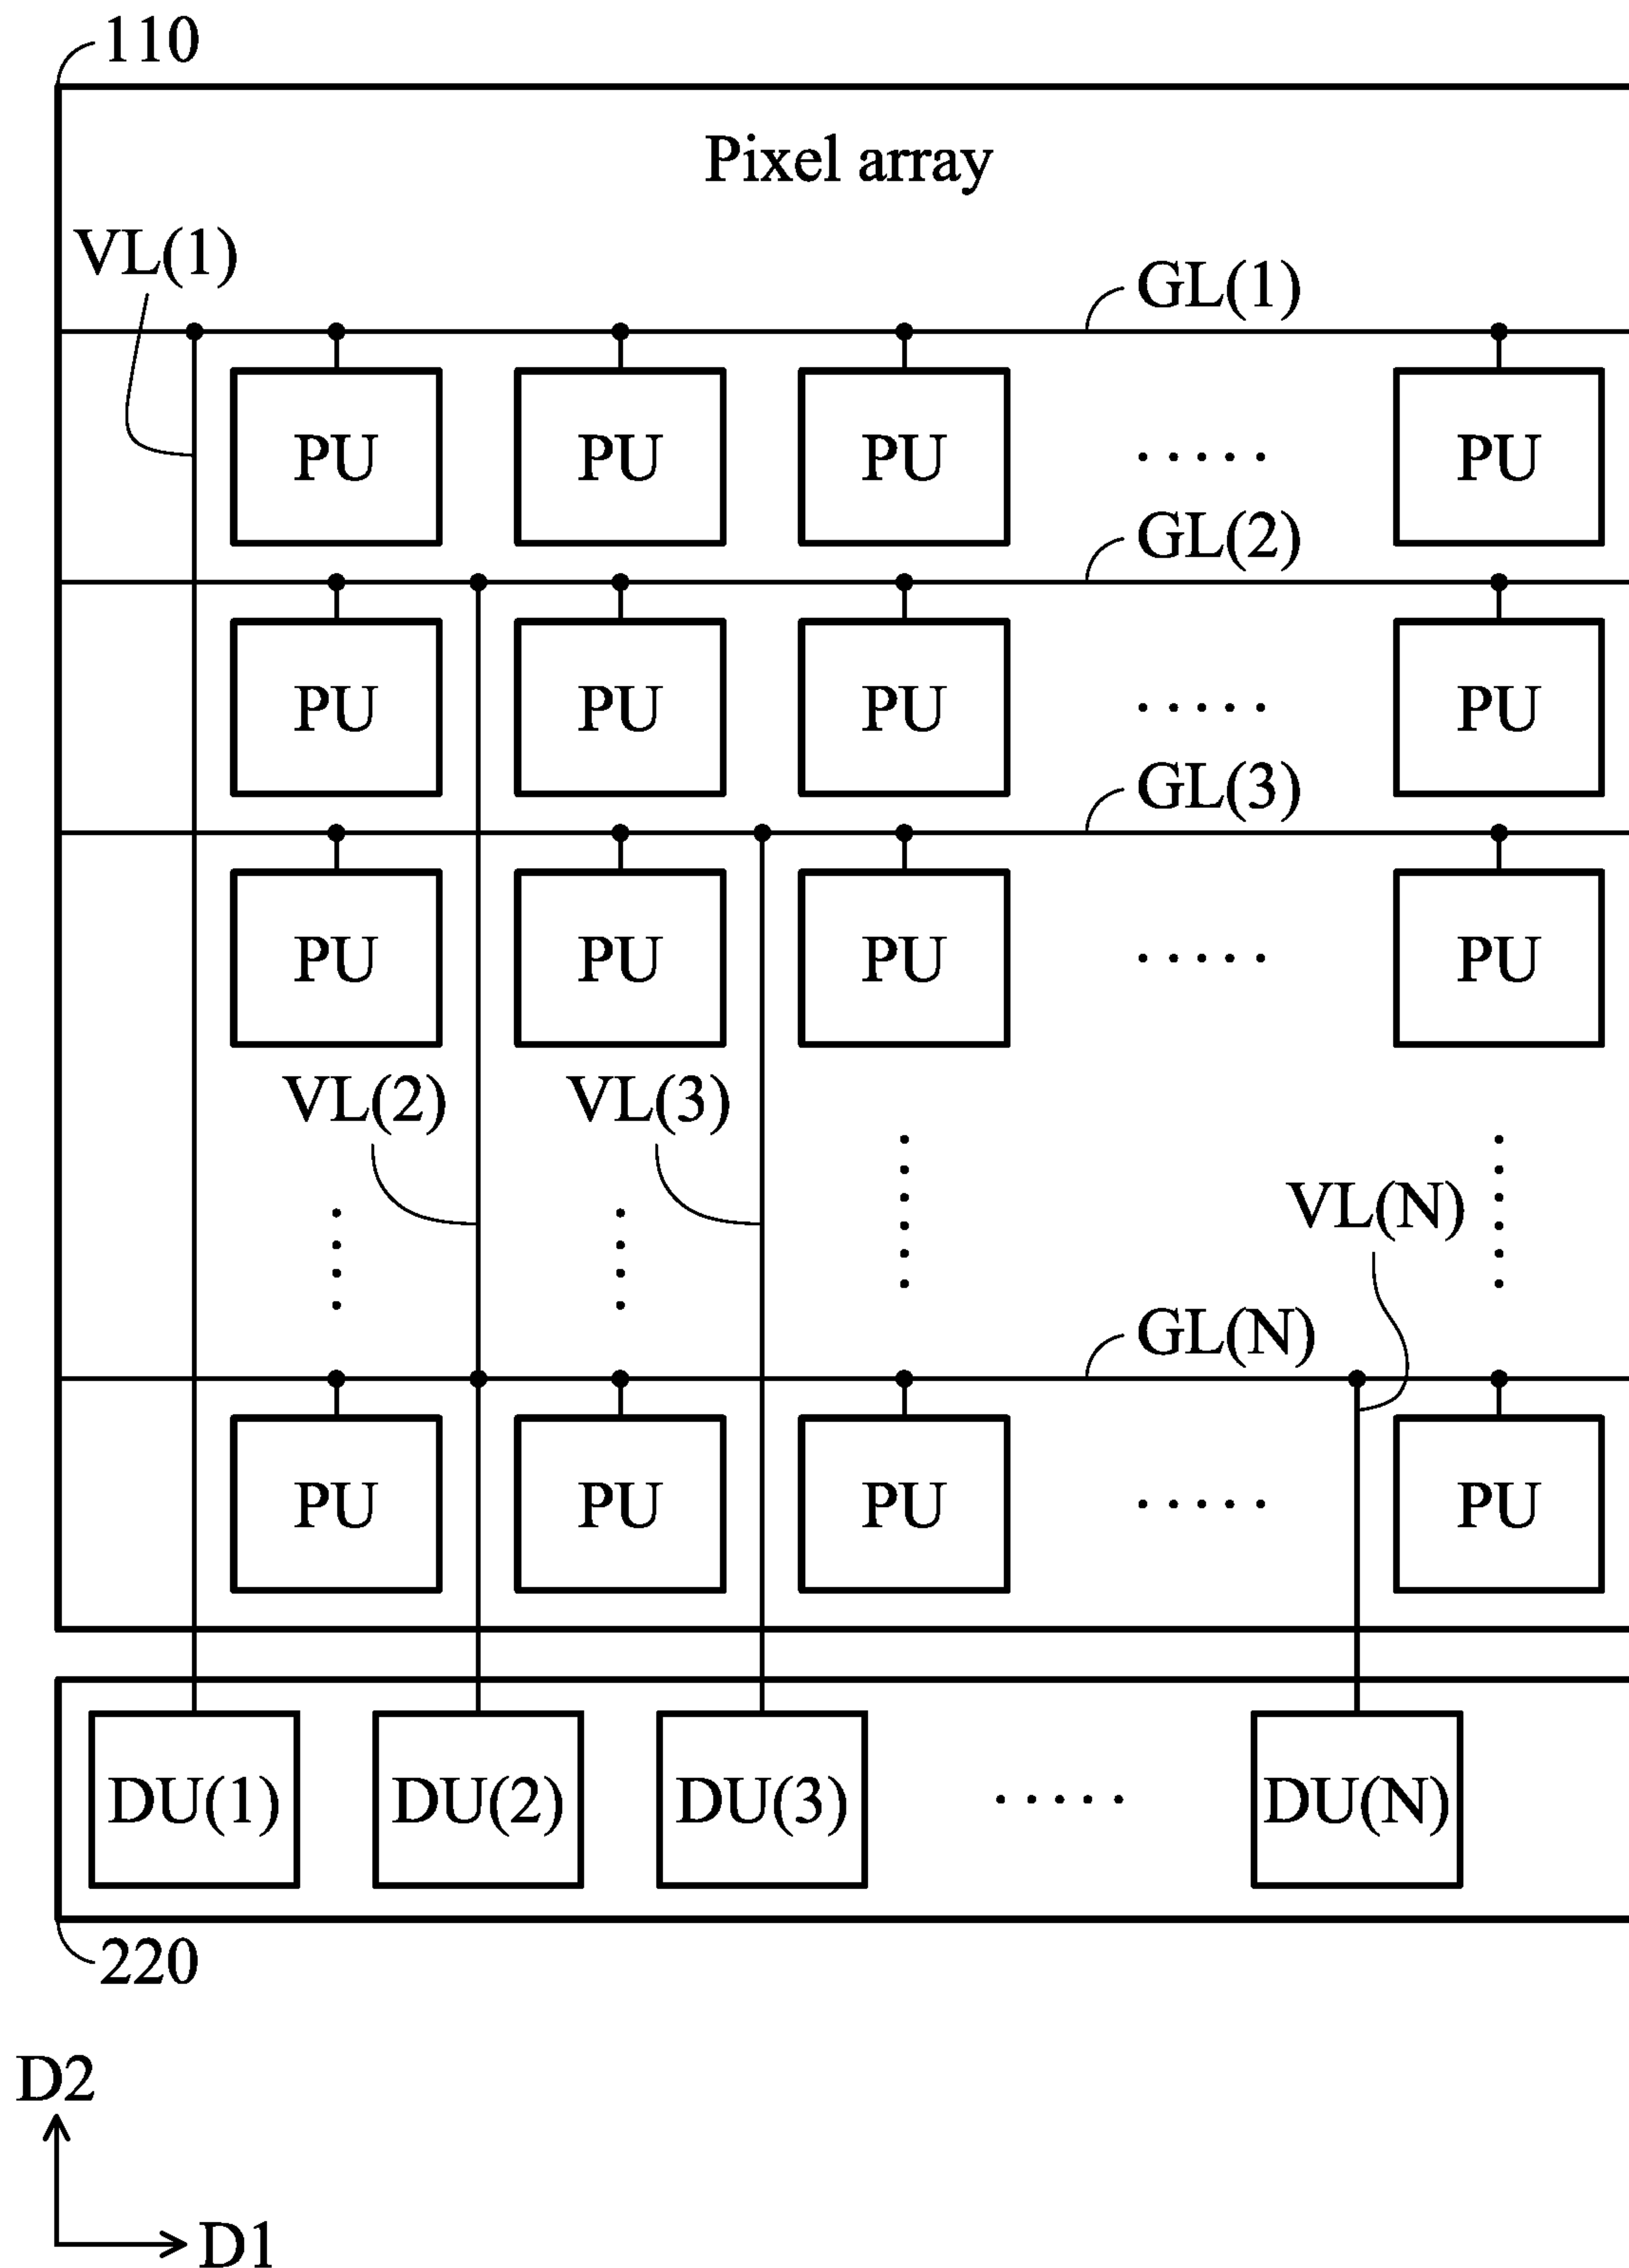 110
Pixel array
VL(1)
GL(1)
PU PU PU ..... PU
GL(2)
PU PU PU ..... PU
GL(3)
PU PU PU ..... PU
VL(2) VL(3)
VL(N)
GL(N)
PU PU PU ..... PU
DU(1) DU(2) DU(3) ..... DU(N)
220
D2
D1